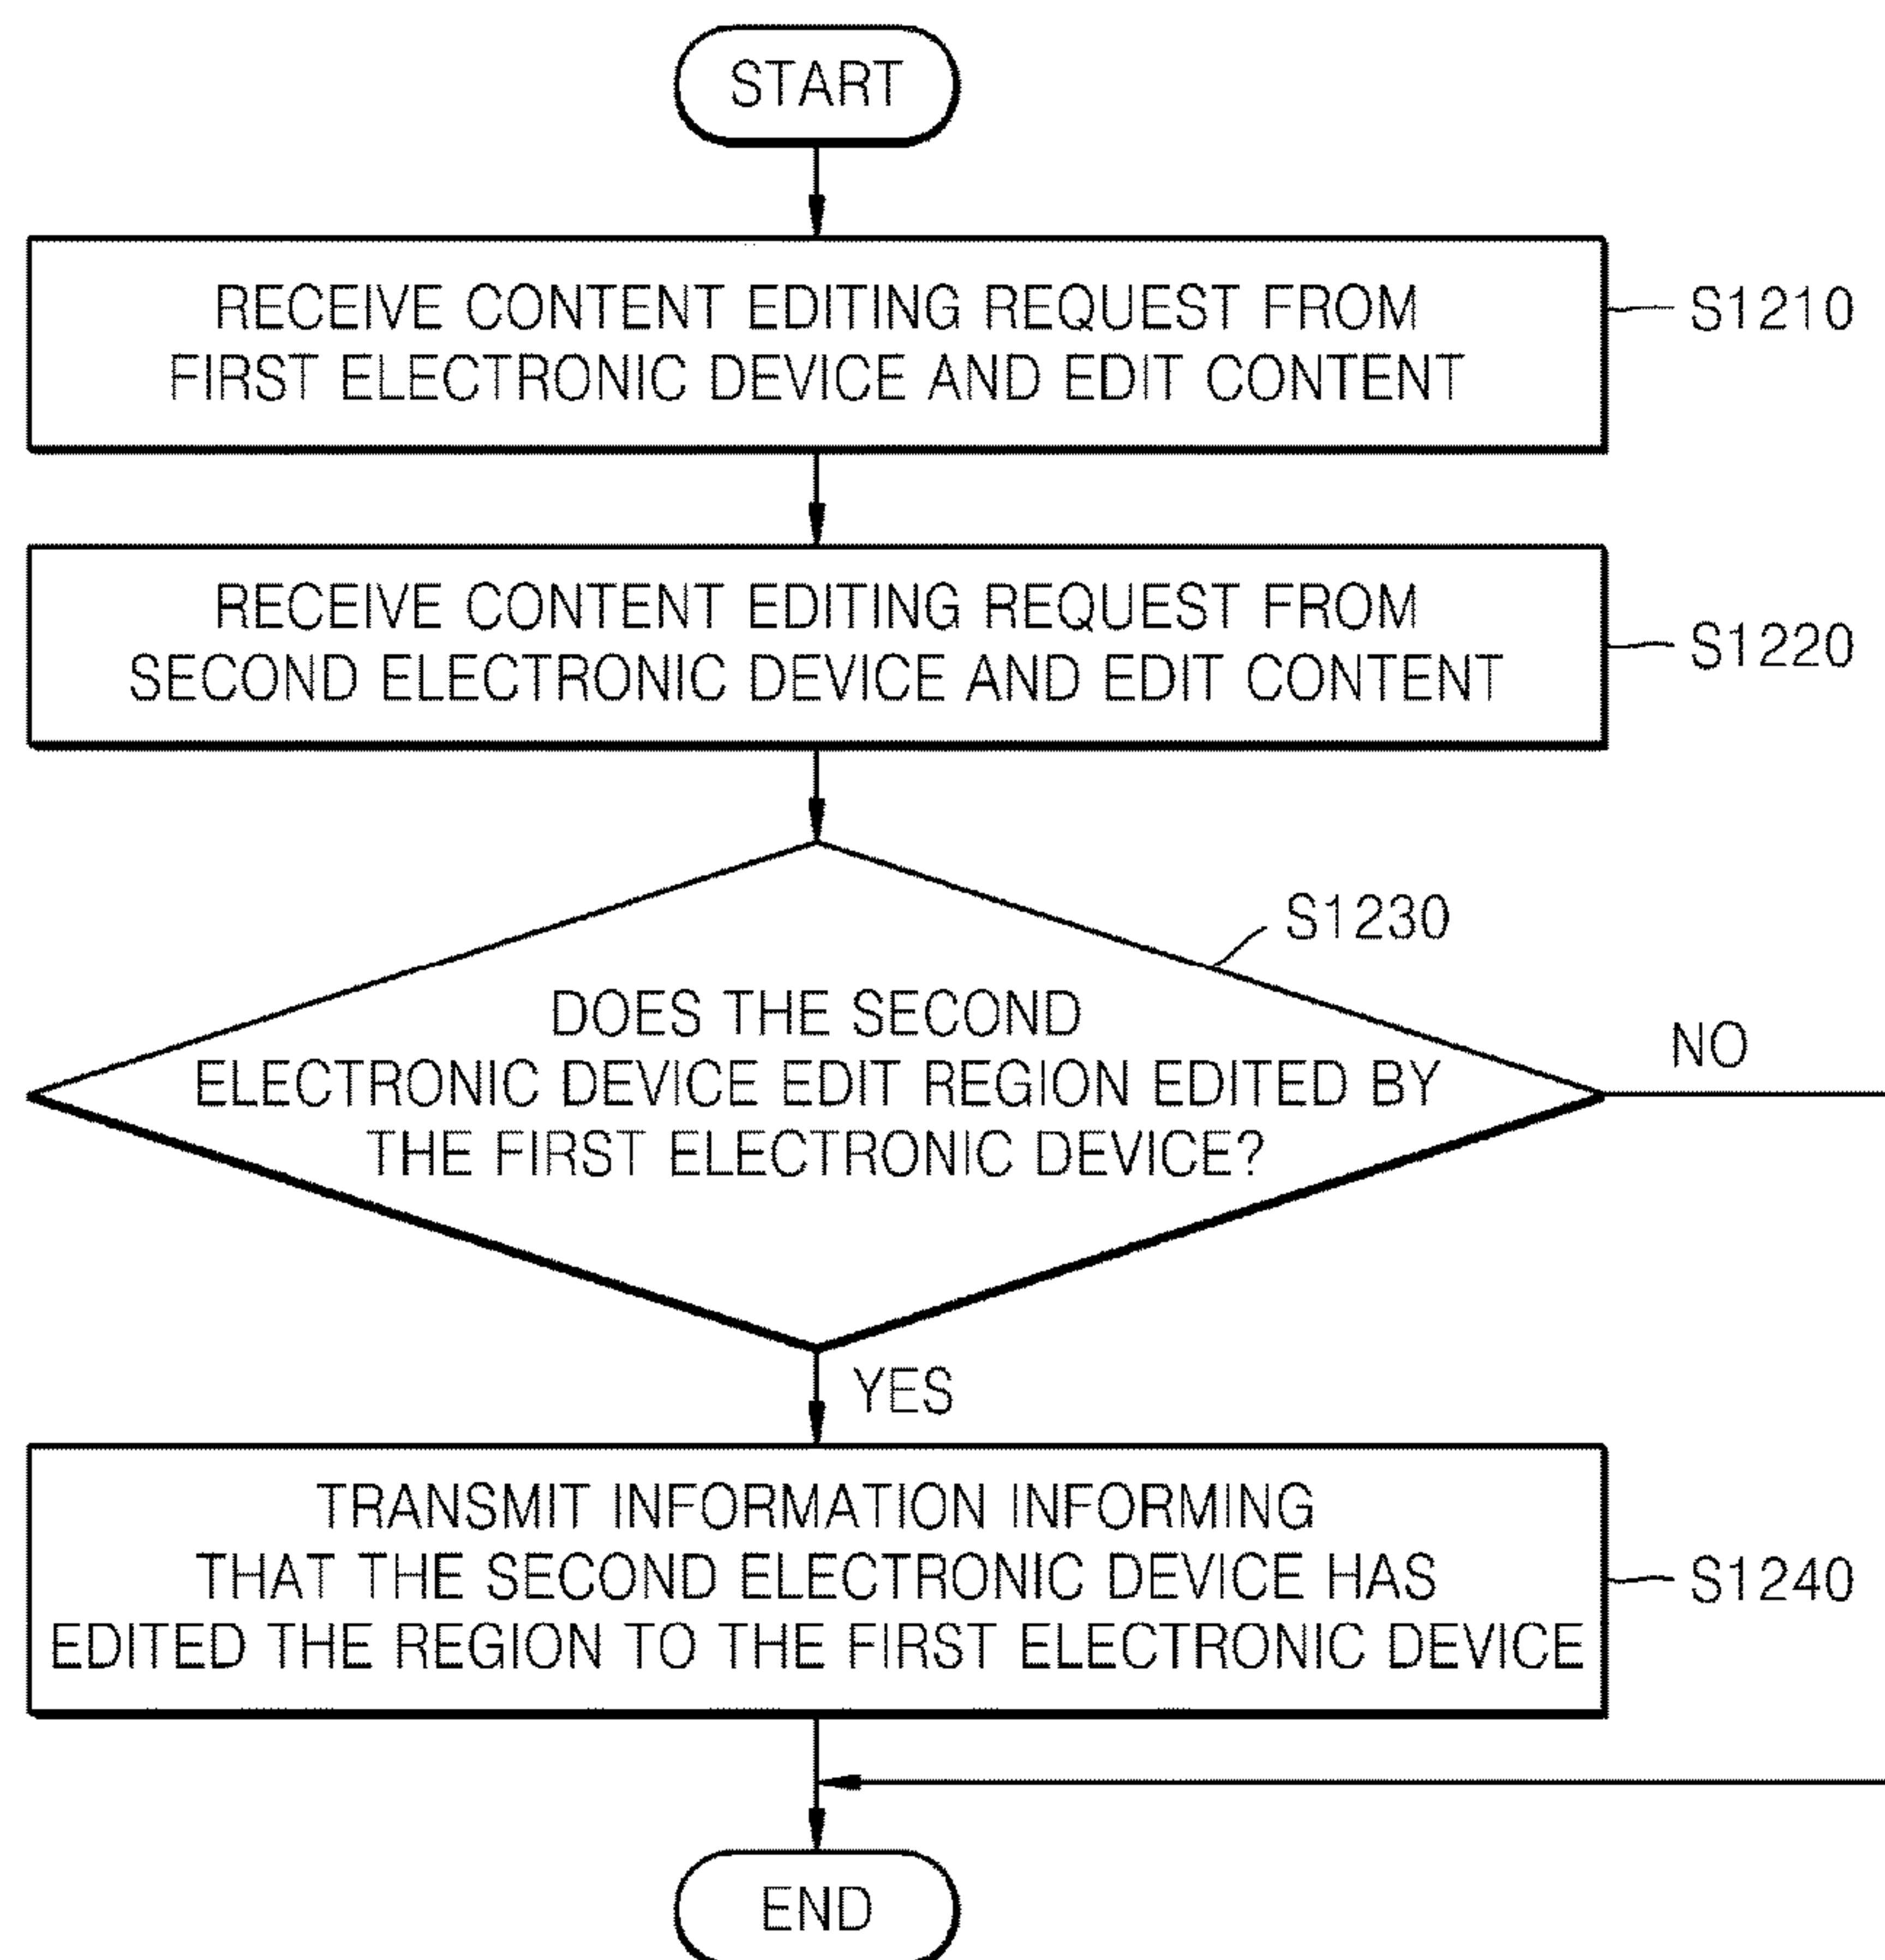 START
RECEIVE CONTENT EDITING REQUEST FROM
FIRST ELECTRONIC DEVICE AND EDIT CONTENT
S1210
RECEIVE CONTENT EDITING REQUEST FROM
SECOND ELECTRONIC DEVICE AND EDIT CONTENT
S1220
S1230
DOES THE SECOND
ELECTRONIC DEVICE EDIT REGION EDITED BY
THE FIRST ELECTRONIC DEVICE?
NO
YES
TRANSMIT INFORMATION INFORMING
THAT THE SECOND ELECTRONIC DEVICE HAS
EDITED THE REGION TO THE FIRST ELECTRONIC DEVICE
S1240
END